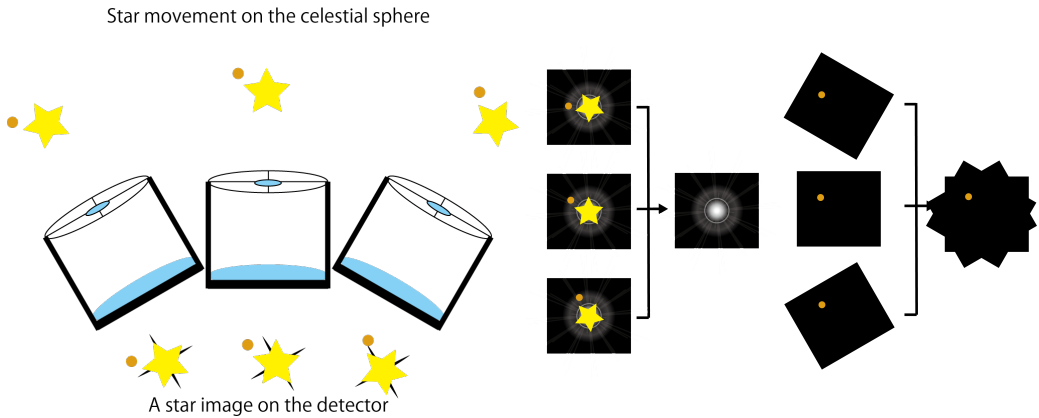 Star movement on the celestial sphere
A star image on the detector